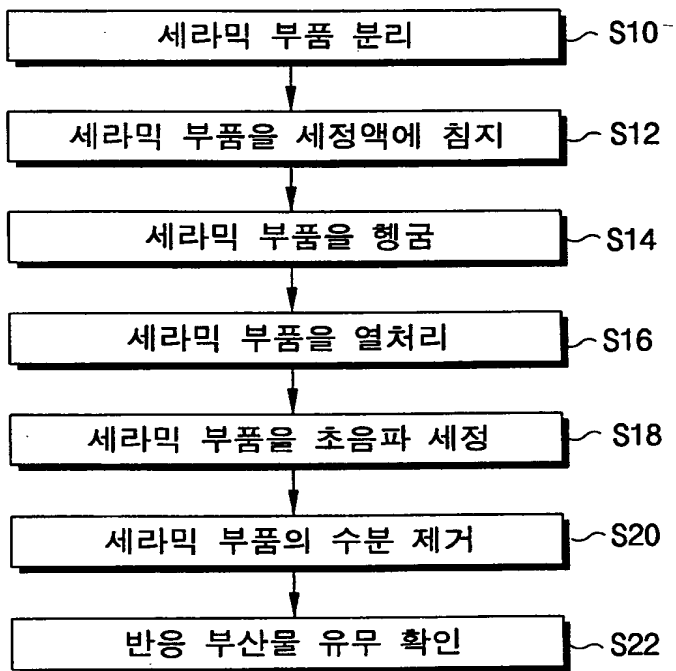 세라믹 부품 분리 S10
세라믹 부품을 세정액에 침지 S12
세라믹 부품을 헹굼 S14
세라믹 부품을 열처리 S16
세라믹 부품을 초음파 세정 S18
세라믹 부품의 수분 제거 S20
반응 부산물 유무 확인 S22